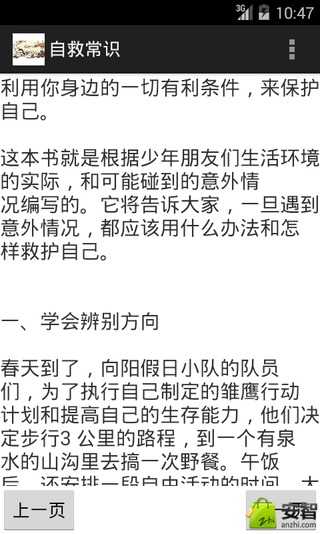 3G 10:47
自救常识
利用你身边的一切有利条件，来保护
自己。
这本书就是根据少年朋友们生活环境
的实际，和可能碰到的意外情
况编写的。它将告诉大家，一旦遇到
意外情况，都应该用什么办法和怎
样救护自己。
一、学会辨别方向
春天到了，向阳假日小队的队员
们，为了执行自己制定的雏鹰行动
计划和提高自己的生存能力，他们决
定步行3 公里的路程，到一个有泉
水的山沟里去搞一次野餐。午饭
后，还安排一段自由活动的时间，大
上一页
安智
anzhi.com